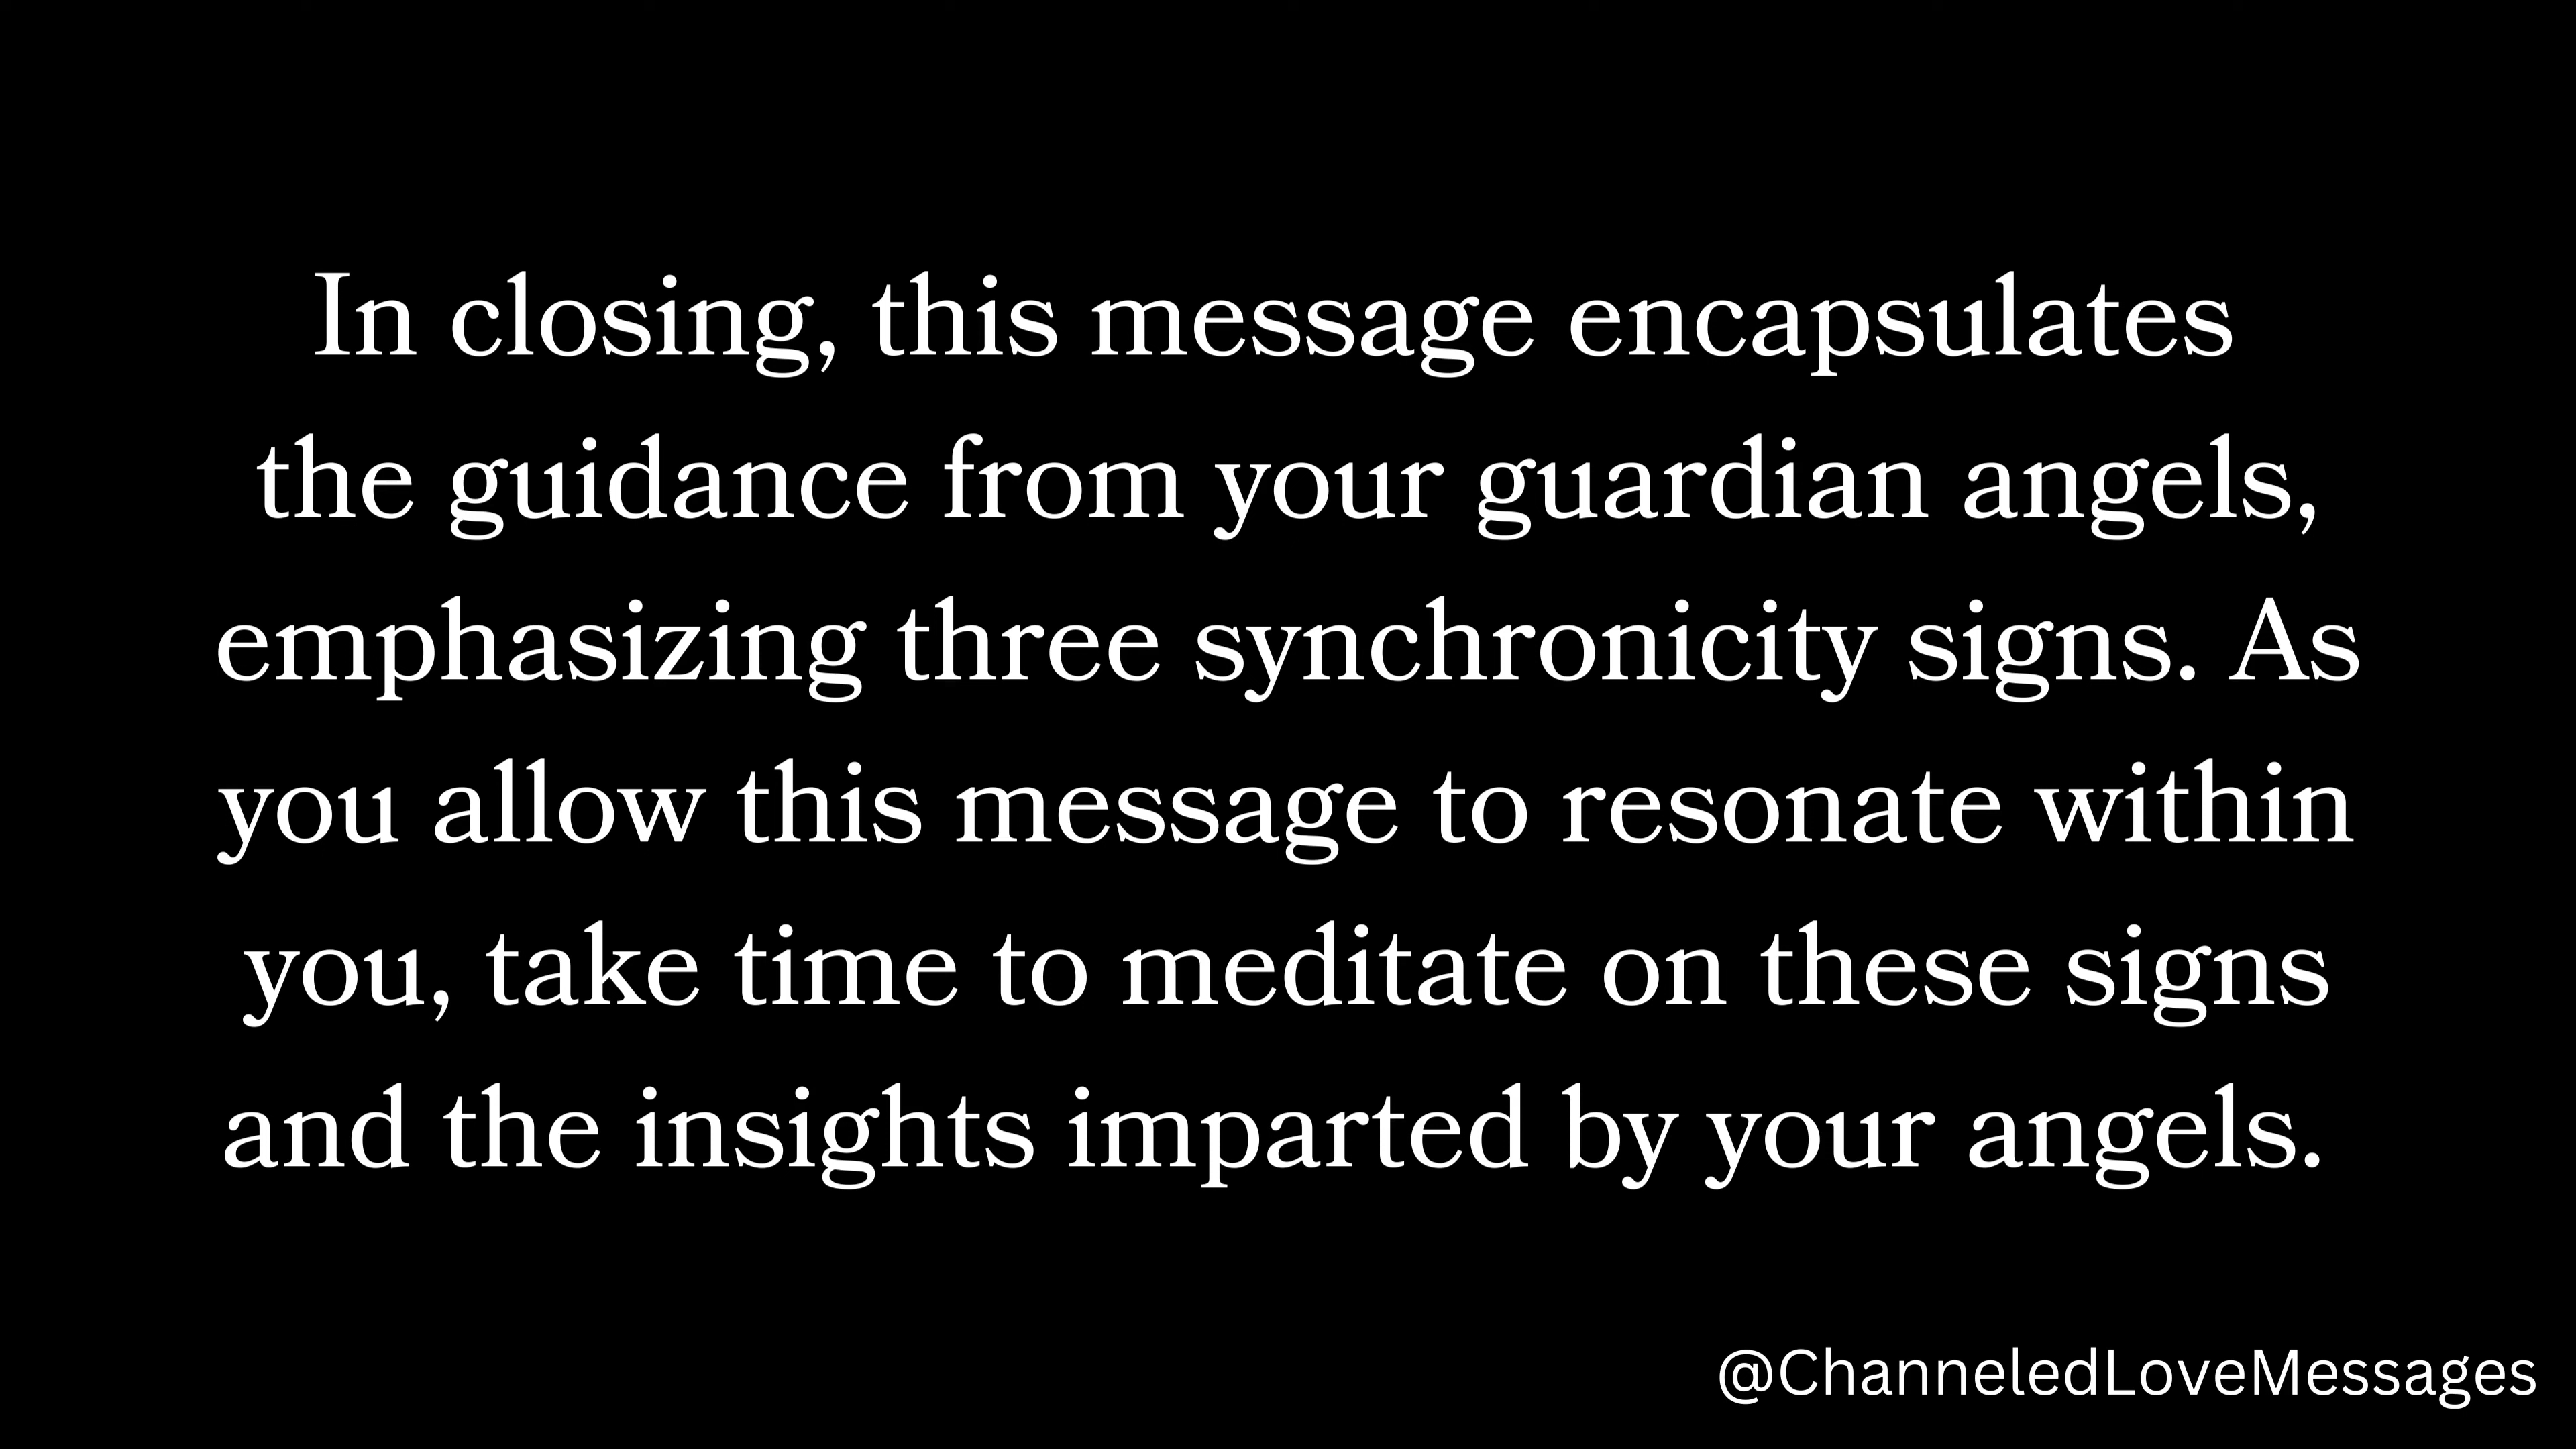 In closing, this message encapsulates
the guidance from your guardian angels,
emphasizing three synchronicity signs. As
you allow this message to resonate within
you, take time to meditate on these signs
and the insights imparted by your angels.
@ChanneledLoveMessages